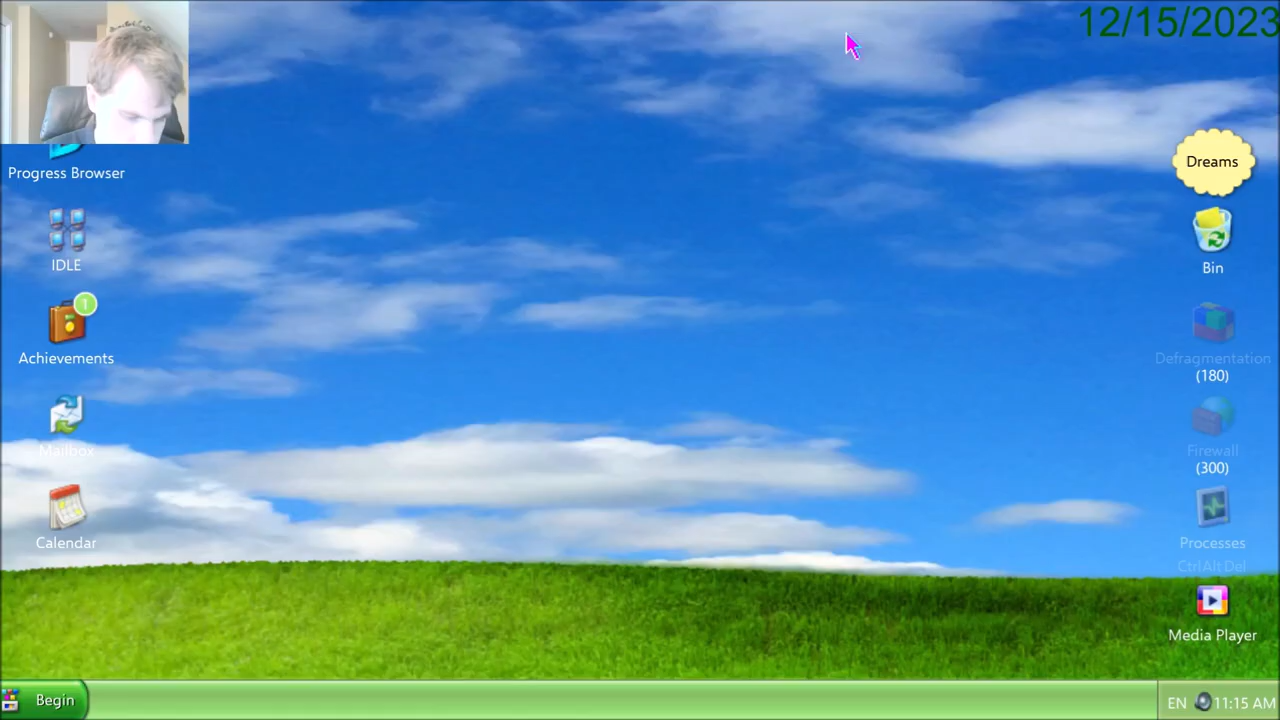 12/15/2023
Progress Browser
IDLE
1
Achievements
Mailbox
Calendar
Dreams
Bin
Defragmentation
(180)
Firewall
(300)
Processes
Ctrl Alt Del
Media Player
Begin
EN 11:15 AM